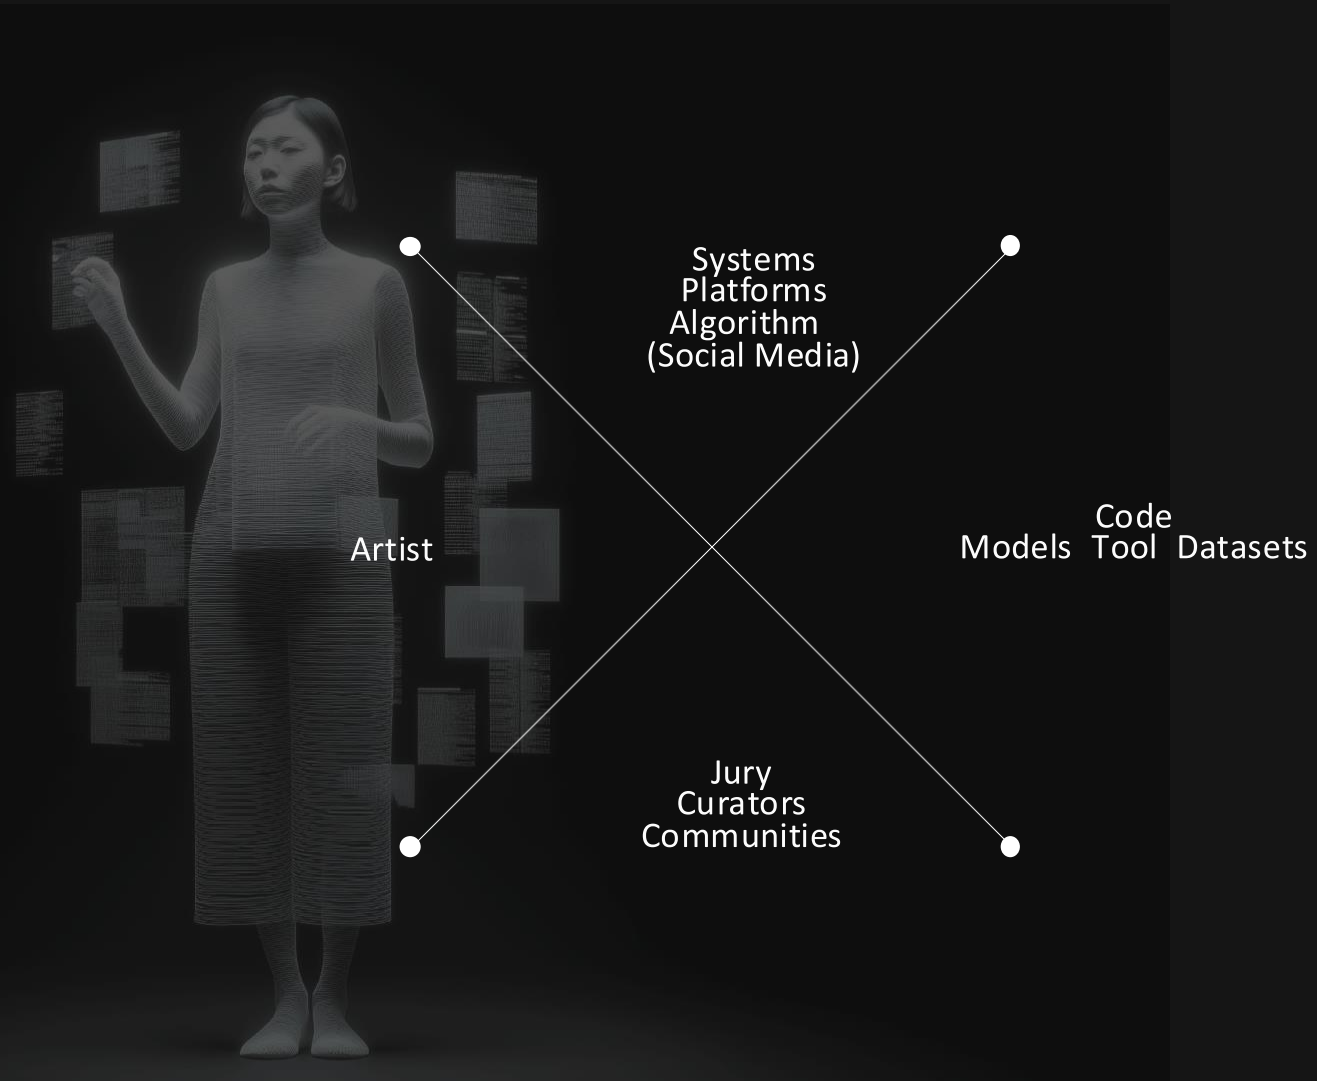 Systems
Platforms
Algorithm
(Social Media)
Artist
Code
Models Tool Datasets
Jury
Curators
Communities